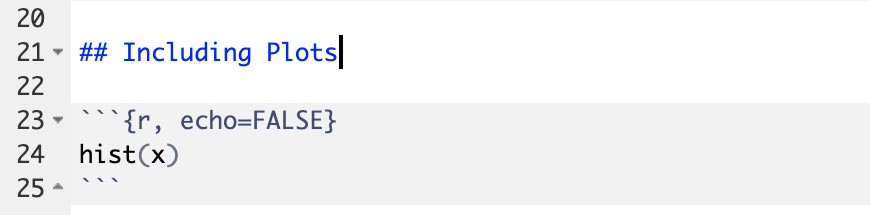 20
21 ## Including Plots
22
23 ```{r, echo=FALSE}
24 hist(x)
25 ```